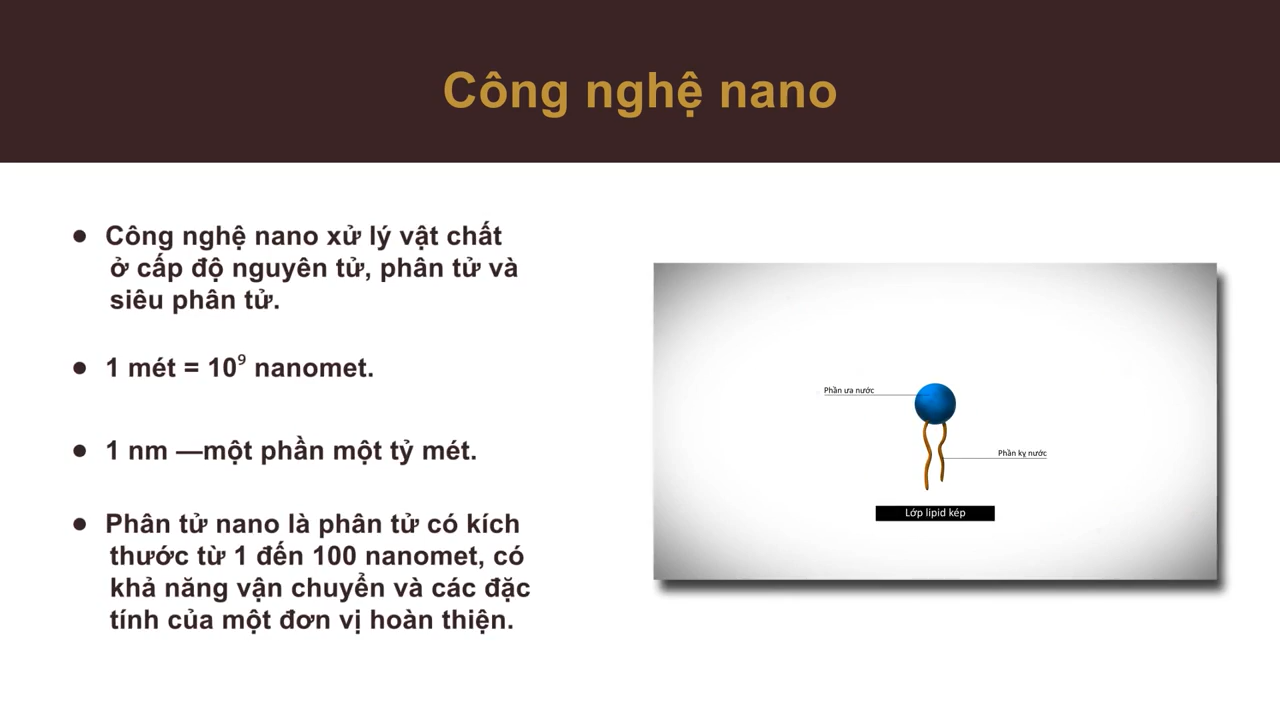 Công nghệ nano
● Công nghệ nano xử lý vật chất
ở cấp độ nguyên tử, phân tử và
siêu phân tử.
● 1 mét = 10⁹ nanomet.
● 1 nm —một phần một tỷ mét.
● Phân tử nano là phân tử có kích
thước từ 1 đến 100 nanomet, có
khả năng vận chuyển và các đặc
tính của một đơn vị hoàn thiện.
Phần ưa nước
Phần kỵ nước
Lớp lipid kép